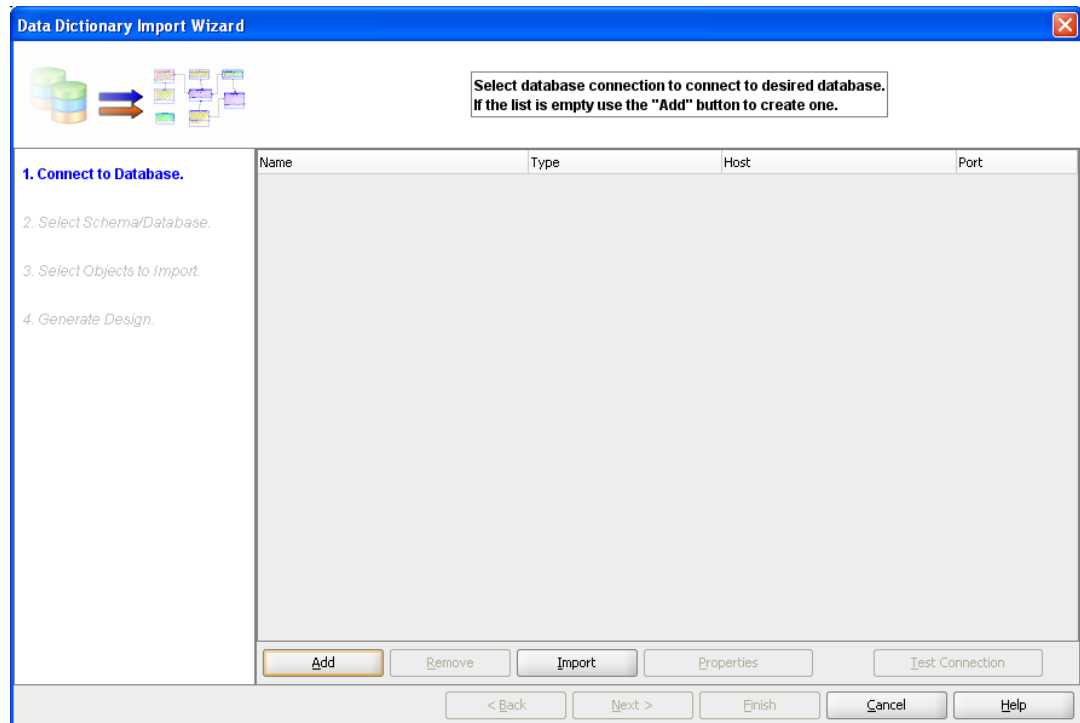 Data Dictionary Import Wizard
Select database connection to connect to desired database.
If the list is empty use the "Add" button to create one.
1. Connect to Database.
2. Select Schema/Database.
3. Select Objects to Import.
4. Generate Design.
Name Type Host Port
Add Remove Import Properties Test Connection
< Back Next > Finish Cancel Help